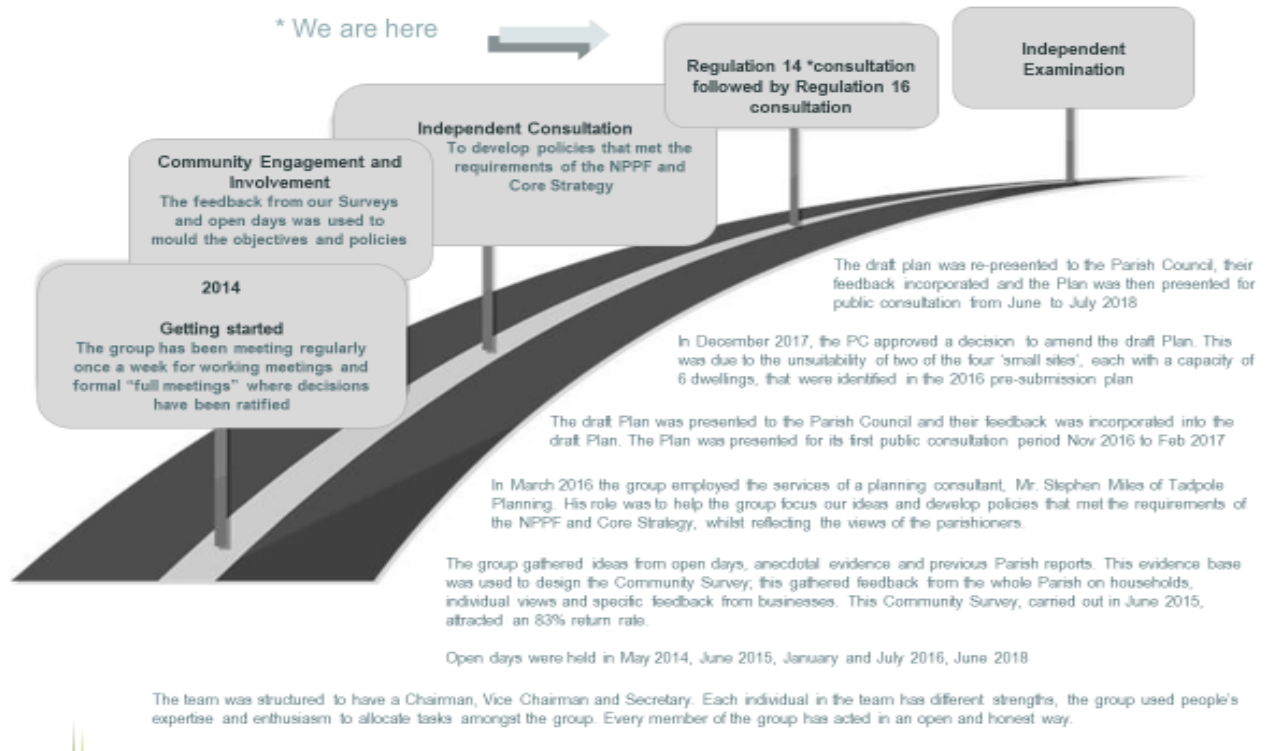 * We are here
Independent
Examination
Regulation 14 *consultation
followed by Regulation 16
consultation
Independent Consultation
To develop policies that met the
requirements of the NPPF and
Core Strategy
Community Engagement and
Involvement
The feedback from our Surveys
and open days was used to
mould the objectives and policies
2014
Getting started
The group has been meeting regularly
once a week for working meetings and
formal “full meetings” where decisions
have been ratified
The draft plan was re-presented to the Parish Council, their
feedback incorporated and the Plan was then presented for
public consultation from June to July 2018
In December 2017, the PC approved a decision to amend the draft Plan. This
was due to the unsuitability of two of the four ‘small sites’, each with a capacity of
6 dwellings, that were identified in the 2016 pre-submission plan
The draft Plan was presented to the Parish Council and their feedback was incorporated into the
draft Plan. The Plan was presented for its first public consultation period Nov 2016 to Feb 2017
In March 2016 the group employed the services of a planning consultant, Mr. Stephen Miles of Tadpole
Planning. His role was to help the group focus our ideas and develop policies that met the requirements of
the NPPF and Core Strategy, whilst reflecting the views of the parishioners.
The group gathered ideas from open days, anecdotal evidence and previous Parish reports. This evidence base
was used to design the Community Survey; this gathered feedback from the whole Parish on households,
individual views and specific feedback from businesses. This Community Survey, carried out in June 2015,
attracted an 83% return rate.
Open days were held in May 2014, June 2015, January and July 2016, June 2018
The team was structured to have a Chairman, Vice Chairman and Secretary. Each individual in the team has different strengths, the group used people’s
expertise and enthusiasm to allocate tasks amongst the group. Every member of the group has acted in an open and honest way.